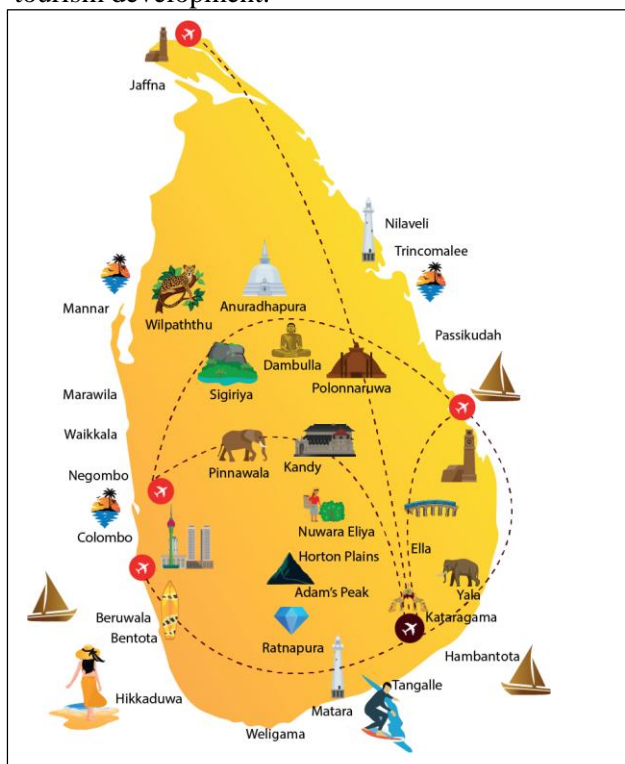 tourism development.
Jaffna
Nilaveli
Trincomalee
Mannar
Wilpaththu
Anuradhapura
Passikudah
Dambulla
Sigiriya
Polonnaruwa
Marawila
Waikkala
Pinnawala
Kandy
Negombo
Nuwara Eliya
Colombo
Ella
Horton Plains
Adam's Peak
Yala
Beruwala
Kataragama
Bentota
Ratnapura
Hambantota
Tangalle
Hikkaduwa
Matara
Weligama